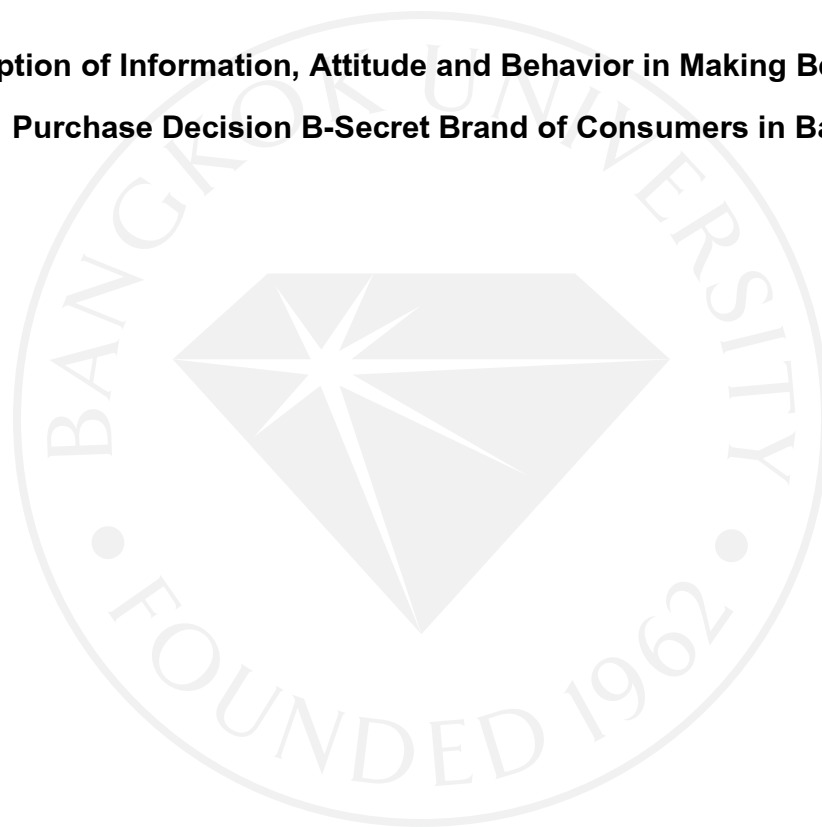 ption of Information, Attitude and Behavior in Making Be
Purchase Decision B-Secret Brand of Consumers in Ba
BANGKOK UNIVERSITY
FOUNDED 1962